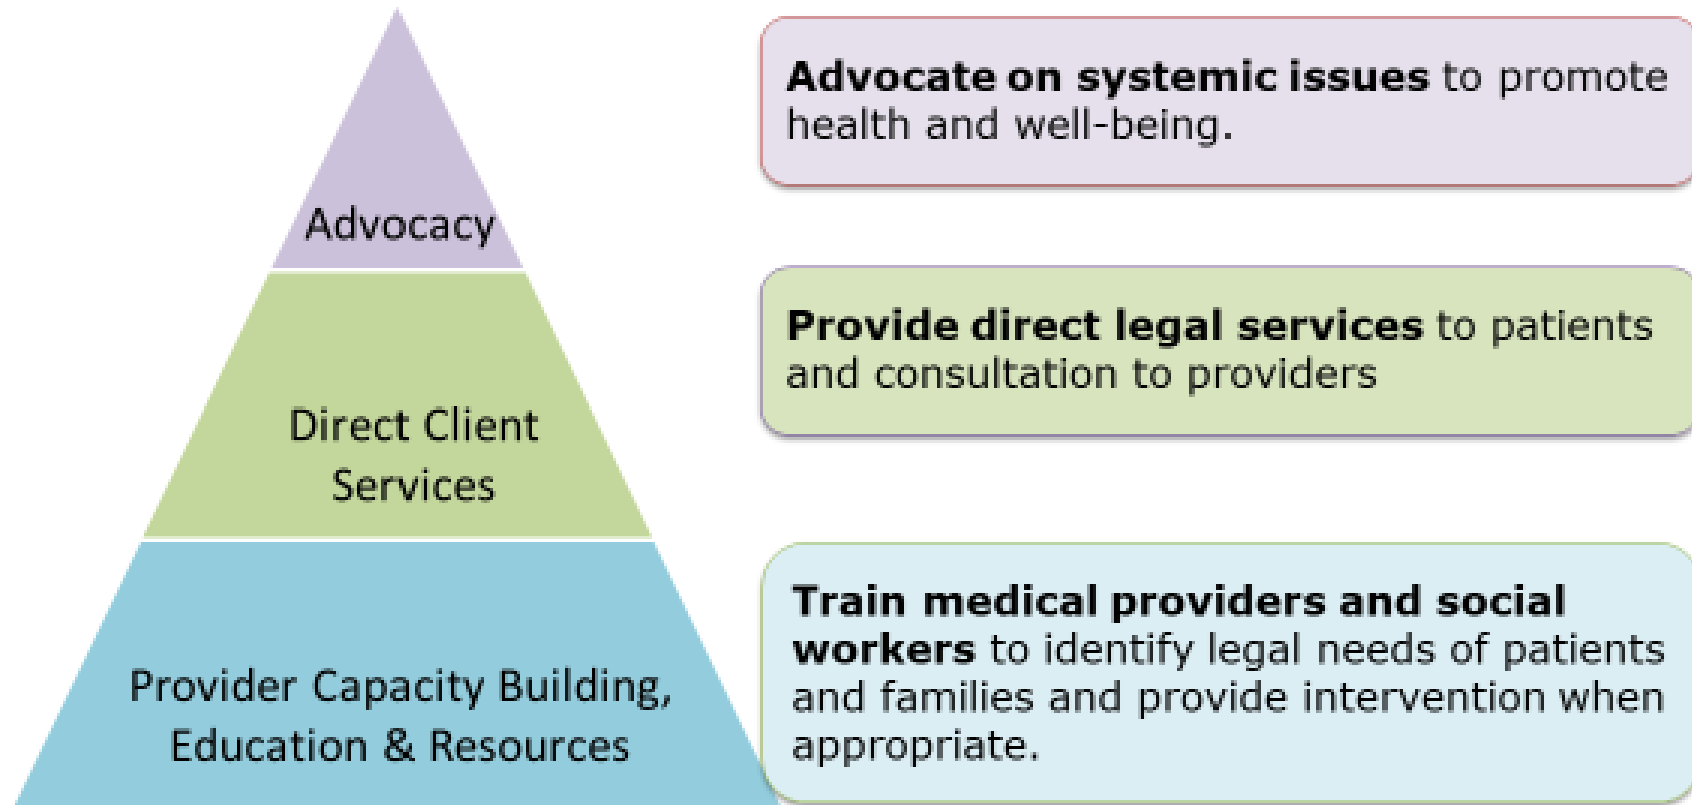 Advocacy
Advocate on systemic issues to promote
health and well-being.
Direct Client
Services
Provide direct legal services to patients
and consultation to providers
Provider Capacity Building,
Education & Resources
Train medical providers and social
workers to identify legal needs of patients
and families and provide intervention when
appropriate.